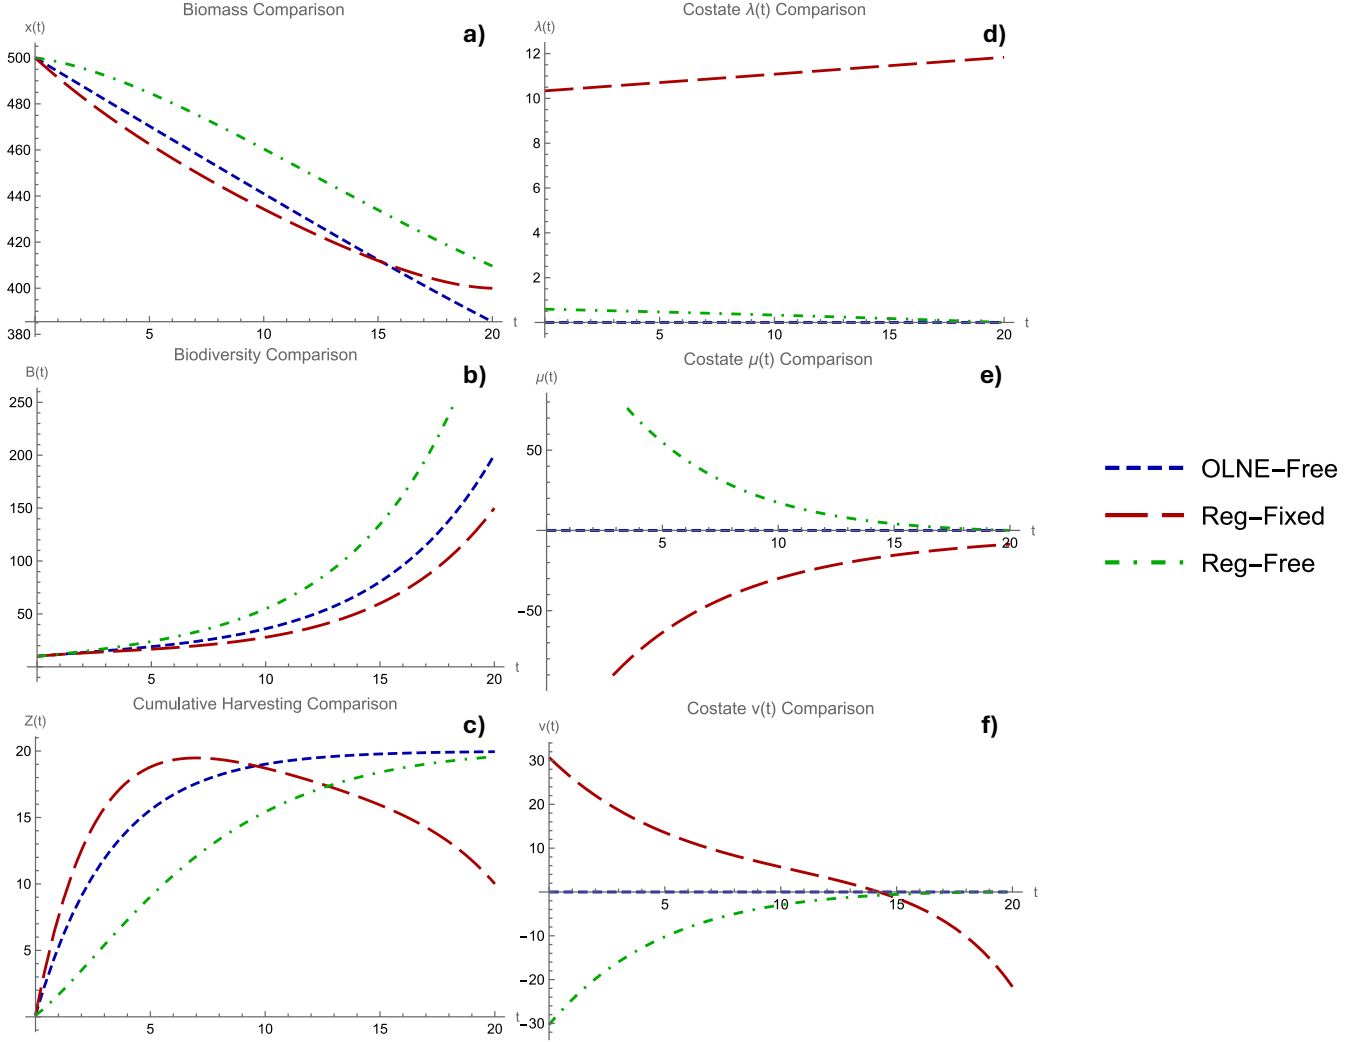 Biomass Comparison
x(t)
a)
500
480
460
440
420
400
380
5
10
15
20
t
Costate λ(t) Comparison
λ(t)
d)
12
10
8
6
4
2
5
10
15
20
t
Biodiversity Comparison
B(t)
b)
250
200
150
100
50
5
10
15
20
t
Costate μ(t) Comparison
μ(t)
e)
50
−50
5
10
15
20
t
OLNE−Free
Reg−Fixed
Reg−Free
Cumulative Harvesting Comparison
Z(t)
c)
20
15
10
5
5
10
15
20
t
Costate ν(t) Comparison
ν(t)
f)
30
20
10
−10
−20
−30
5
10
15
20
t